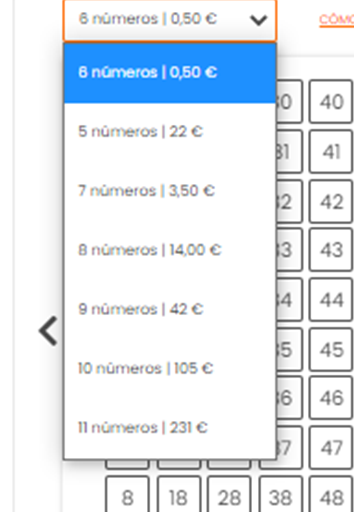 6 números | 0,50 €
CÓMO
6 números | 0,50 €
5 números | 22 €
7 números | 3,50 €
8 números | 14,00 €
9 números | 42 €
10 números | 105 €
11 números | 231 €
40
41
42
43
44
45
46
47
8 18 28 38 48